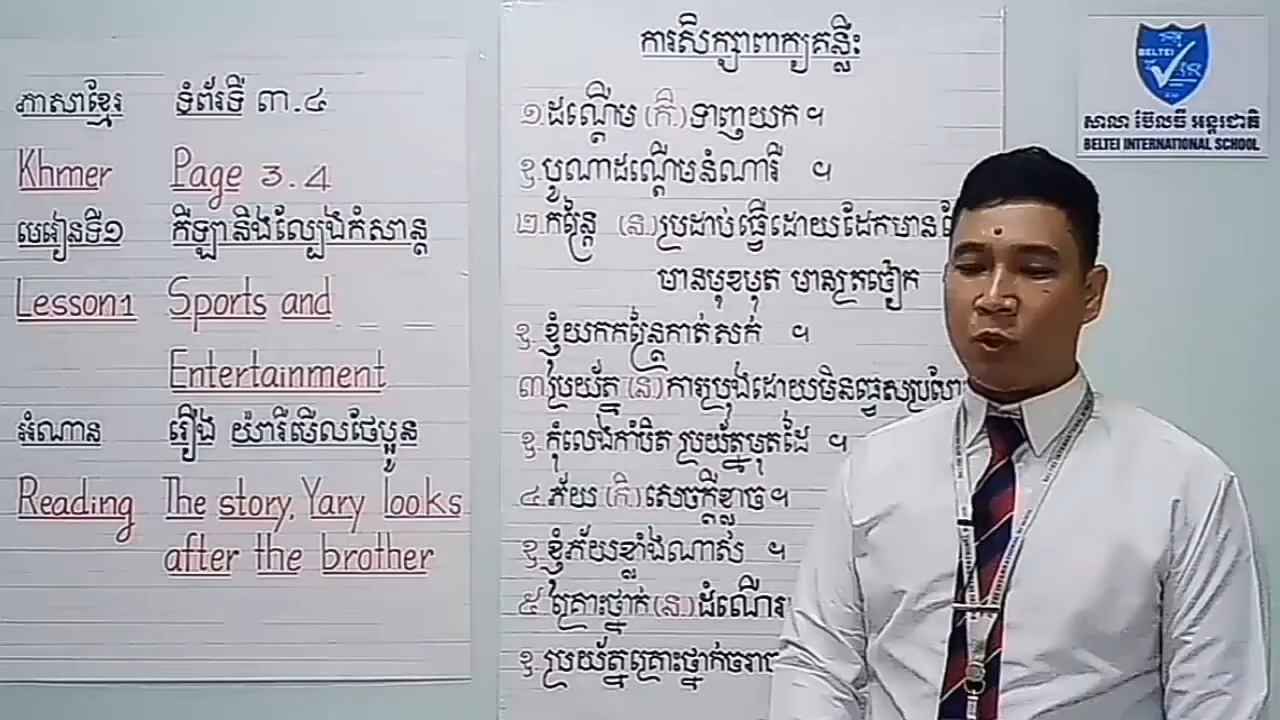 ភាសាខ្មែរ ទំព័រទី ៣.៤
Khmer Page 3.4
មេរៀនទី១ កីឡានិងល្បែងកំសាន្ត
Lesson1 Sports and
Entertainment
អំណាន រឿង យ៉ារីមើលថែប្អូន
Reading The story, Yary looks
after the brother
ការសិក្សាពាក្យគន្លឹះ
១.ដណ្តើម (កិ.) ទាញយក ។
ឧ.បូណាដណ្តើមនំណារី ។
២.កន្ត្រៃ (ន.) ប្រដាប់ធ្វើដោយដែកមាន
មានមុខមុត មានត្រចៀក
ឧ. ខ្ញុំយកកន្ត្រៃកាត់សក់ ។
៣.ប្រយ័ត្ន (ន) ការប្រុងដោយមិនធ្វេសប្រហែ
ឧ.កុំលេងកាំបិត ប្រយ័ត្នមុតដៃ ។
៤.ភ័យ (កិ.) សេចក្តីខ្លាច។
ឧ.ខ្ញុំភ័យខ្លាំងណាស់ ។
៥.គ្រោះថ្នាក់ (ន.) ដំណើរ
ឧ.ប្រយ័ត្នគ្រោះថ្នាក់ចរាច
BELTEI
សាលា ប៊ែលធី អន្តរជាតិ
BELTEI INTERNATIONAL SCHOOL